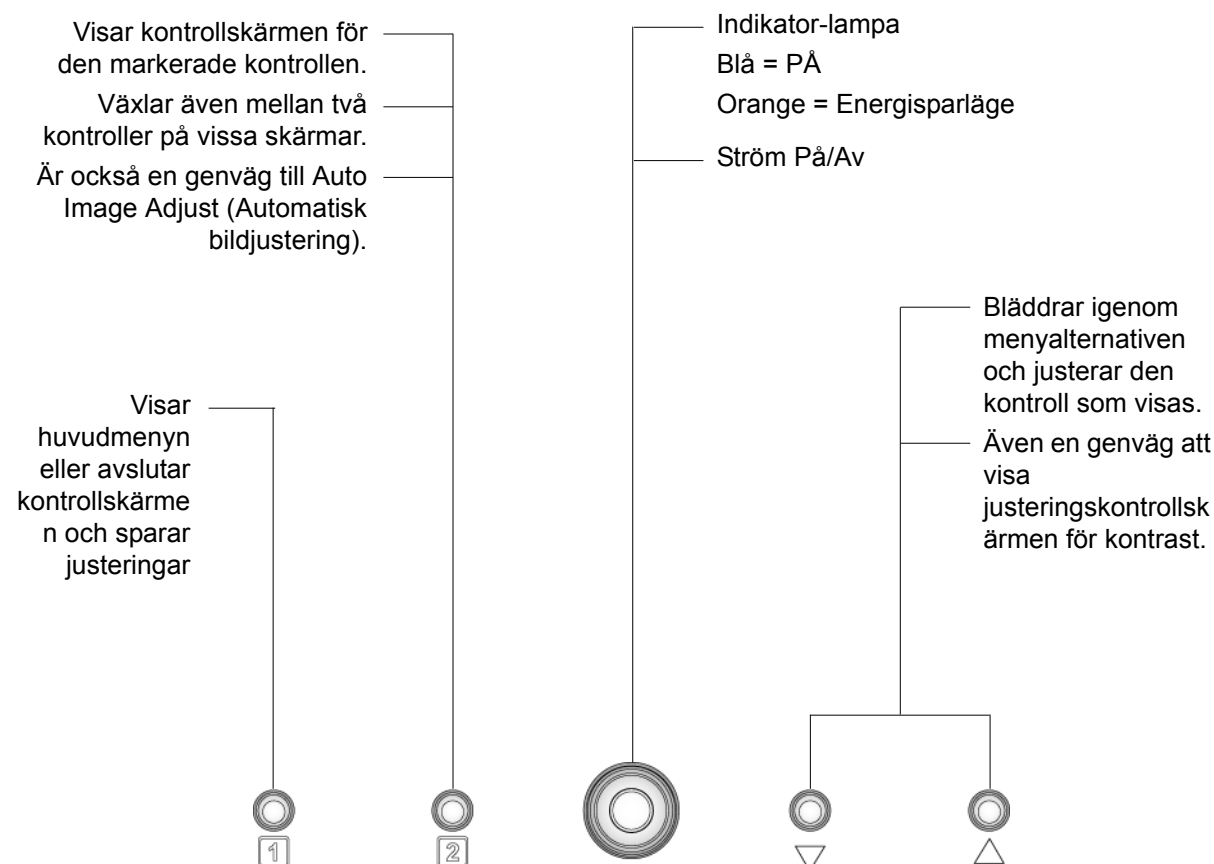 Visar kontrollskärmen för
den markerade kontrollen.
Växlar även mellan två
kontroller på vissa skärmar.
Är också en genväg till Auto
Image Adjust (Automatisk
bildjustering).
Indikator-lampa
Blå = PÅ
Orange = Energisparläge
Ström På/Av
Bläddrar igenom
menyalternativen
och justerar den
kontroll som visas.
Även en genväg att
visa
justeringskontrollsk
ärmen för kontrast.
Visar
huvudmenyn
eller avslutar
kontrollskärme
n och sparar
justeringar
1
2